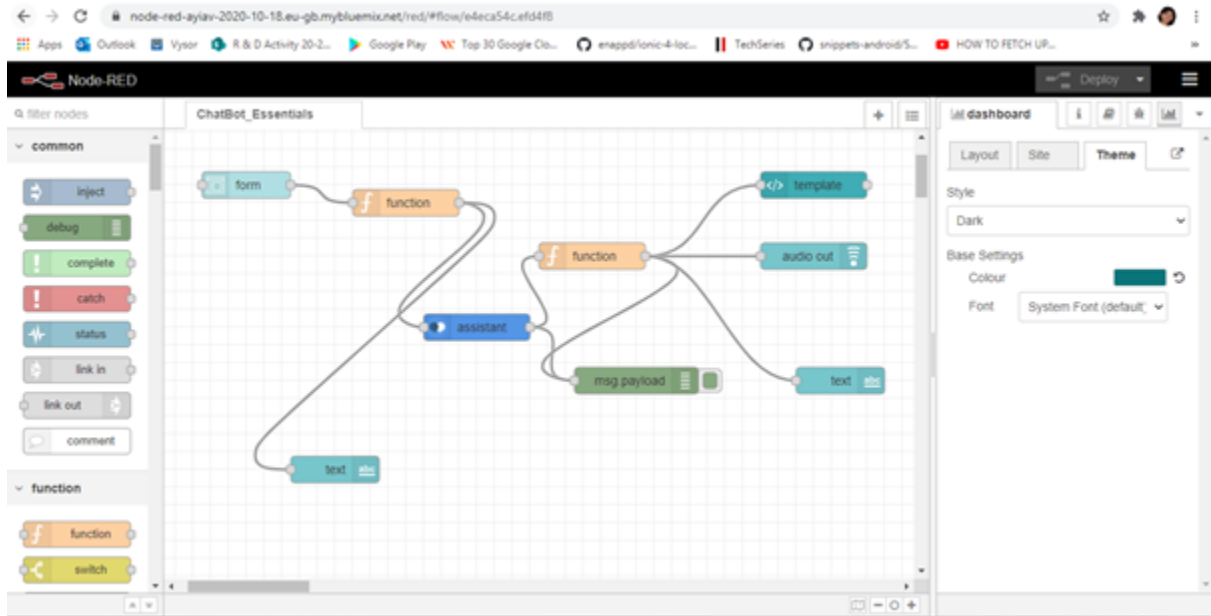 node-red-ayiav-2020-10-18.eu-gb.mybluemix.net/red/#flow/e4eca54c.efd4f8
Apps Outlook Vysor R & D Activity 20-2... Google Play Top 30 Google Clo... enappd/ionic-4-loc... TechSeries snippets-android/S... HOW TO FETCH UP...
Node-RED Deploy
filter nodes ChatBot_Essentials dashboard
common
Layout Site Theme
inject form template
Style
function
debug Dark
complete function audio out Base Settings
Colour
catch
Font System Font (default)
status assistant
link in msg.payload text abc
link out
comment
text abc
function
function
switch